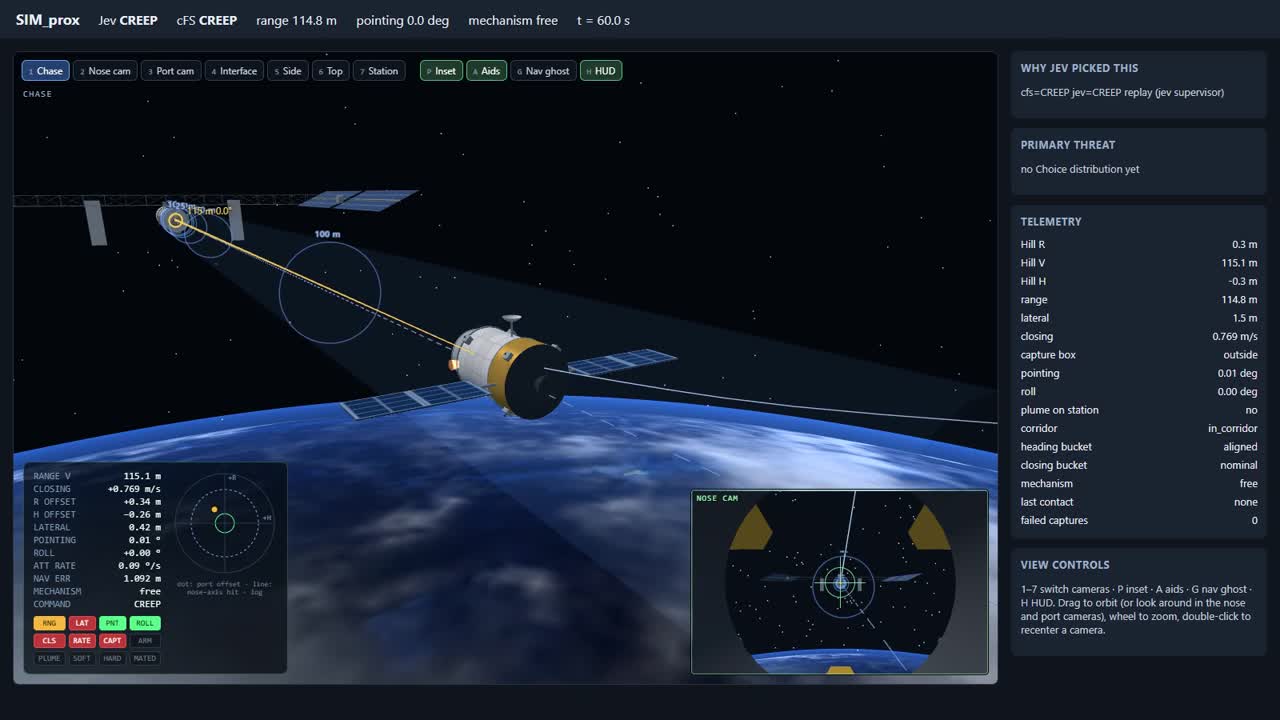 SIM_prox Jev CREEP cFS CREEP range 114.8 m pointing 0.0 deg mechanism free t = 60.0 s
1 Chase 2 Nose cam 3 Port cam 4 Interface 5 Side 6 Top 7 Station P Inset A Aids G Nav ghost H HUD
CHASE
100 m
RANGE V 115.1 m
CLOSING +0.769 m/s
R OFFSET +0.34 m
H OFFSET −0.26 m
LATERAL 0.42 m
POINTING 0.01 °
ROLL +0.00 °
ATT RATE 0.09 °/s
NAV ERR 1.092 m
MECHANISM free
COMMAND CREEP
+R
+H
dot: port offset · line:
nose-axis hit · log
RNG LAT PNT ROLL
CLS RATE CAPT ARM
PLUME SOFT HARD MATED
NOSE CAM
WHY JEV PICKED THIS
cfs=CREEP jev=CREEP replay (jev supervisor)
PRIMARY THREAT
no Choice distribution yet
TELEMETRY
Hill R 0.3 m
Hill V 115.1 m
Hill H -0.3 m
range 114.8 m
lateral 1.5 m
closing 0.769 m/s
capture box outside
pointing 0.01 deg
roll 0.00 deg
plume on station no
corridor in_corridor
heading bucket aligned
closing bucket nominal
mechanism free
last contact none
failed captures 0
VIEW CONTROLS
1–7 switch cameras · P inset · A aids · G nav ghost ·
H HUD. Drag to orbit (or look around in the nose
and port cameras), wheel to zoom, double-click to
recenter a camera.